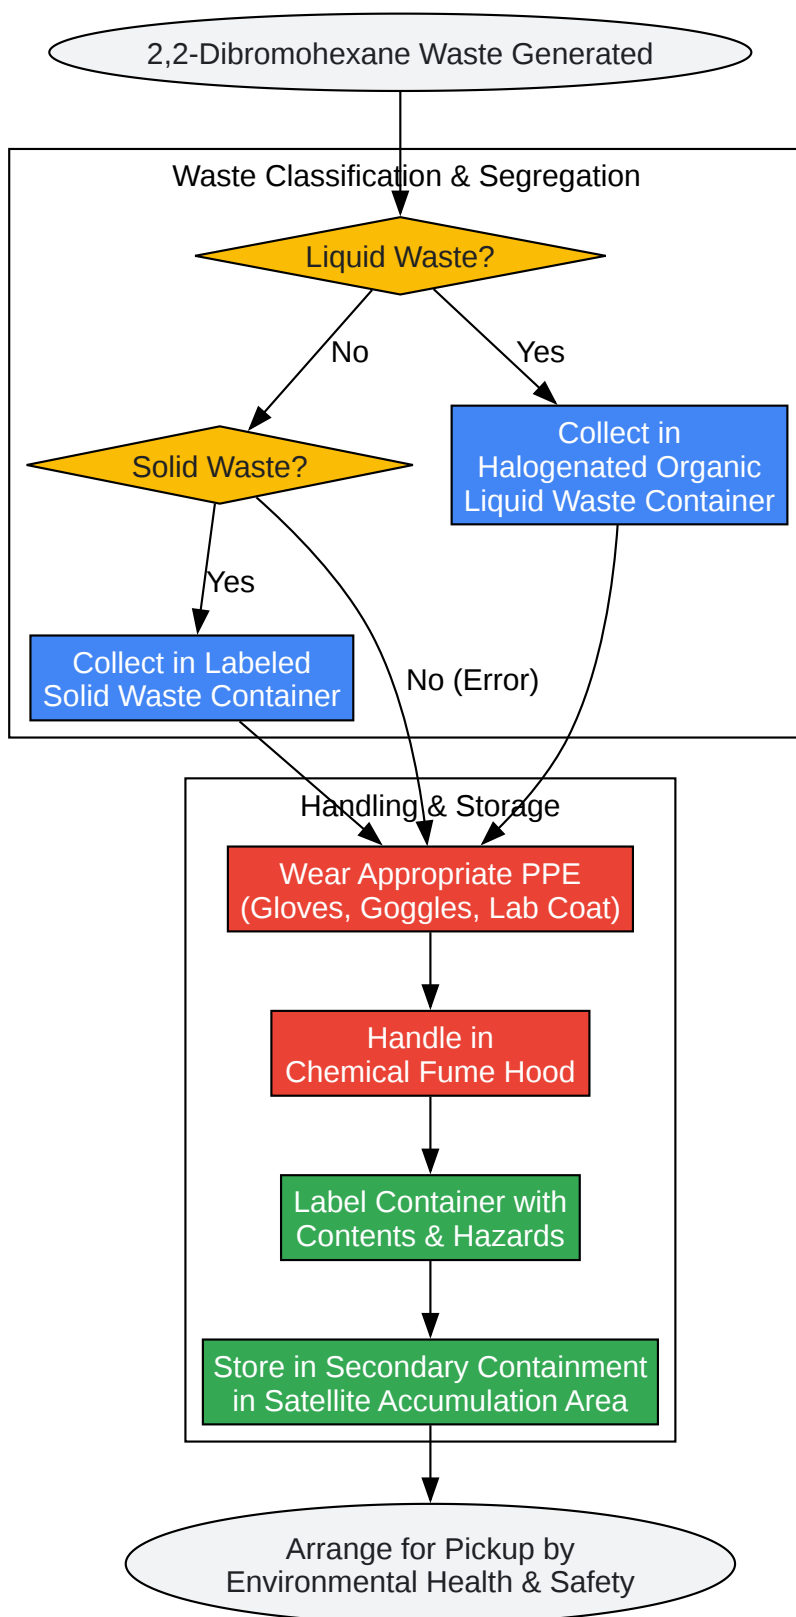 2,2-Dibromohexane Waste Generated
Waste Classification & Segregation
Liquid Waste?
No
Yes
Collect in
Halogenated Organic
Liquid Waste Container
Solid Waste?
Yes
No (Error)
Collect in Labeled
Solid Waste Container
Handling & Storage
Wear Appropriate PPE
(Gloves, Goggles, Lab Coat)
Handle in
Chemical Fume Hood
Label Container with
Contents & Hazards
Store in Secondary Containment
in Satellite Accumulation Area
Arrange for Pickup by
Environmental Health & Safety